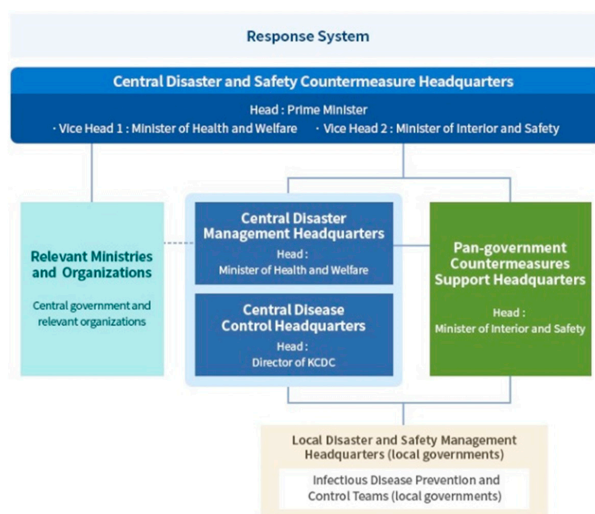 Response System
Central Disaster and Safety Countermeasure Headquarters
Head : Prime Minister
· Vice Head 1 : Minister of Health and Welfare · Vice Head 2 : Minister of Interior and Safety
Relevant Ministries
and Organizations
Central government and
relevant organizations
Central Disaster
Management Headquarters
Head :
Minister of Health and Welfare
Central Disease
Control Headquarters
Head :
Director of KCDC
Pan-government
Countermeasures
Support Headquarters
Head :
Minister of Interior and Safety
Local Disaster and Safety Management
Headquarters (local governments)
Infectious Disease Prevention and
Control Teams (local governments)